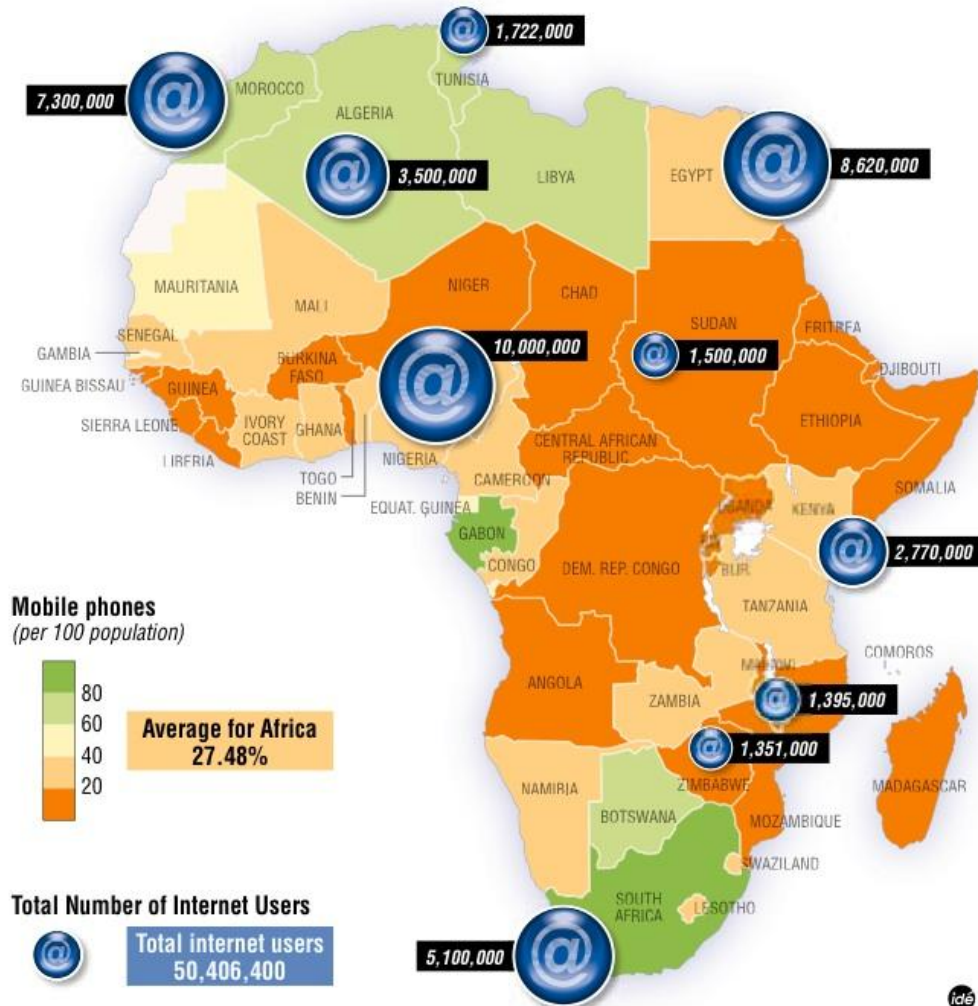 1,722,000
7,300,000
MOROCCO
TUNISIA
ALGERIA
3,500,000
LIBYA
EGYPT
8,620,000
MAURITANIA
MALI
NIGER
CHAD
SUDAN
SENEGAL
ERITREA
GAMBIA
10,000,000
1,500,000
BURKINA
FASO
DJIBOUTI
GUINEA BISSAU
GUINEA
ETHIOPIA
SIERRA LEONE
IVORY
COAST
GHANA
CENTRAL AFRICAN
REPUBLIC
LIBERIA
NIGERIA
TOGO
BENIN
CAMEROON
SOMALIA
EQUAT. GUINEA
UGANDA
KENYA
GABON
CONGO
DEM. REP. CONGO
BUR.
2,770,000
TANZANIA
Mobile phones
(per 100 population)
COMOROS
80
60
40
20
Average for Africa
27.48%
ANGOLA
MALAWI
ZAMBIA
1,395,000
1,351,000
NAMIBIA
ZIMBABWE
MADAGASCAR
BOTSWANA
MOZAMBIQUE
SWAZILAND
SOUTH
AFRICA
LESOTHO
Total Number of Internet Users
Total internet users
50,406,400
5,100,000
idé